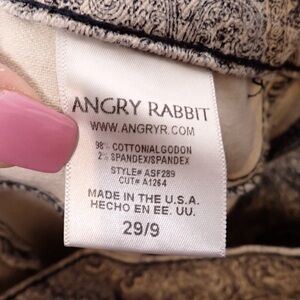 ANGRY RABBIT
WWW.ANGRYR.COM
98% COTTON/ALGODON
2% SPANDEX/SPANDEX
STYLE# ASF289
CUT# A1264
MADE IN THE U.S.A.
HECHO EN EE. UU.
29/9